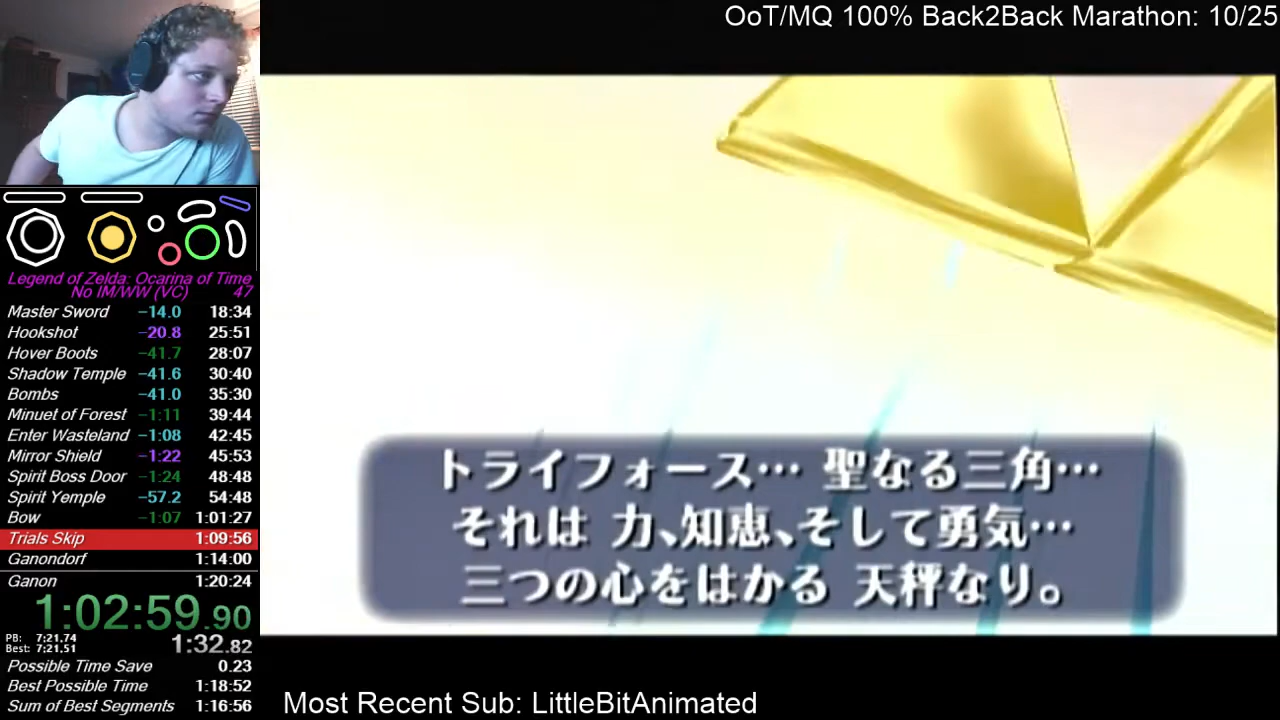 OoT/MQ 100% Back2Back Marathon: 10/25
Legend of Zelda: Ocarina of Time
No IM/WW (VC) 47
Master Sword -14.0 18:34
Hookshot -20.8 25:51
Hover Boots -41.7 28:07
Shadow Temple -41.6 30:40
Bombs -41.0 35:30
Minuet of Forest -1:11 39:44
Enter Wasteland -1:08 42:45
Mirror Shield -1:22 45:53
Spirit Boss Door -1:24 48:48
Spirit Yemple -57.2 54:48
Bow -1:07 1:01:27
Trials Skip 1:09:56
Ganondorf 1:14:00
Ganon 1:20:24
1:02:59.90
PB: 7:21.74
Best: 7:21.51
1:32.82
Possible Time Save 0.23
Best Possible Time 1:18:52
Sum of Best Segments 1:16:56
トライフォース… 聖なる三角…
それは 力、知恵、そして勇気…
三つの心をはかる 天秤なり。
Most Recent Sub: LittleBitAnimated